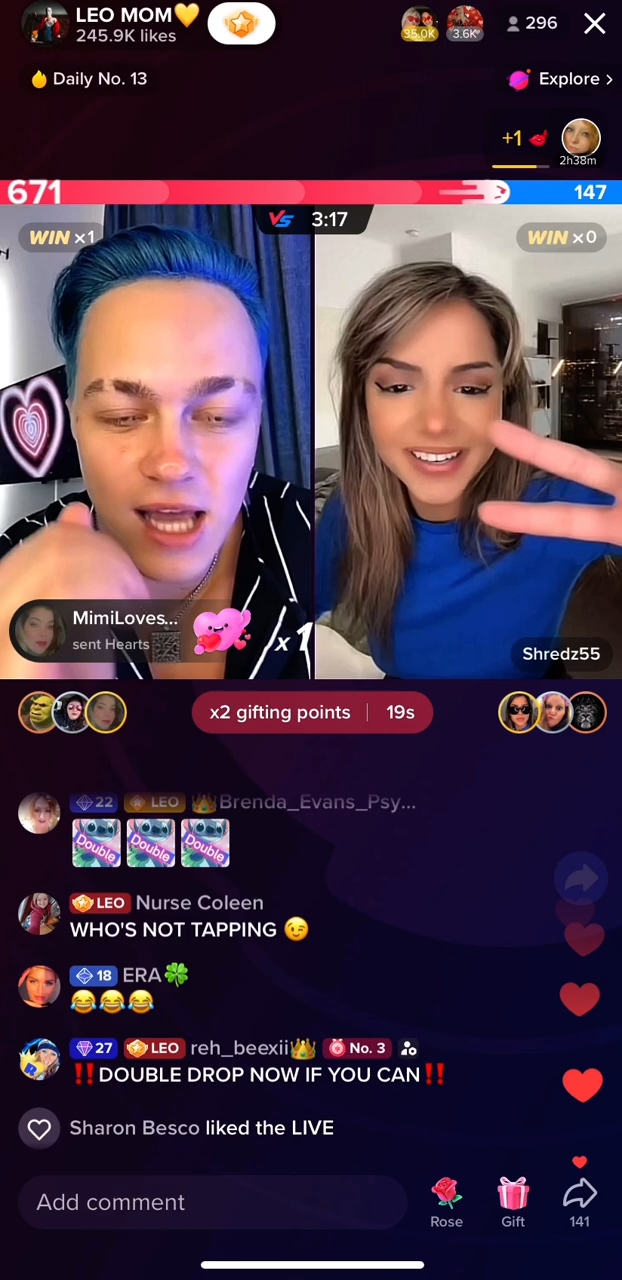 LEO MOM💛
245.9K likes
35.0K
3.6K
296
Daily No. 13
Explore >
+1
2h38m
671
147
VS 3:17
WIN x1
WIN x0
MimiLoves...
sent Hearts
x 1
Shredz55
x2 gifting points | 19s
22 LEO 👑Brenda_Evans_Psy...
Double Double Double
LEO Nurse Coleen
WHO'S NOT TAPPING 😉
18 ERA🍀
😂😂😂
27 LEO reh_beexii👑 No. 3
‼️DOUBLE DROP NOW IF YOU CAN‼️
Sharon Besco liked the LIVE
Add comment
Rose
Gift
141